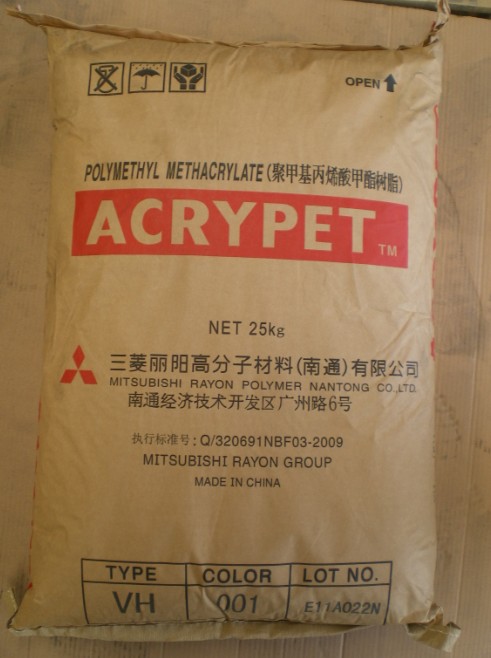 OPEN
POLYMETHYL METHACRYLATE(聚甲基丙烯酸甲酯树脂)
ACRYPET TM
NET 25kg
三菱丽阳高分子材料(南通)有限公司
MITSUBISHI RAYON POLYMER NANTONG CO.,LTD.
南通经济技术开发区广州路6号
执行标准号:Q/320691NBF03-2009
MITSUBISHI RAYON GROUP
MADE IN CHINA
TYPE COLOR LOT NO.
VH 001 E11A022N